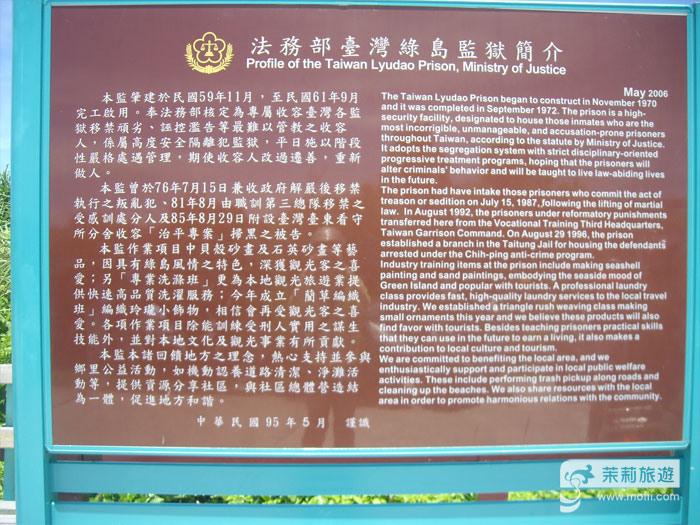 法務部臺灣綠島監獄簡介
Profile of the Taiwan Lyudao Prison, Ministry of Justice
本監肇建於民國59年11月，至民國61年9月
完工啟用。奉法務部核定為專屬收容臺灣各監
獄移禁頑劣、誣控濫告等最難以管教之收容
人，係屬高度安全隔離犯監獄，平日施以階段
性嚴格處遇管理，期使收容人改過遷善，重新
做人。
本監曾於76年7月15日兼收政府解嚴後移禁
執行之叛亂犯、81年8月由職訓第三總隊移禁之
受感訓處分人及85年8月29日附設臺灣臺東看守
所分舍收容「治平專案」掃黑之被告。
本監作業項目中貝殼砂畫及石英砂畫等藝
品，因具有綠島風情之特色，深獲觀光客之喜
愛；另「專業洗滌班」更為本地觀光旅遊業提
供快速高品質洗濯服務；今年成立「藺草編織
班」編織玲瓏小飾物，相信會再受觀光客之喜
愛。各項作業項目除能訓練受刑人實用之謀生
技能外，並對本地文化及觀光事業有所貢獻。
本監本諸回饋地方之理念，熱心支持並參與
鄉里公益活動，如機動認養道路清潔、淨灘活
動等，提供資源分享社區，與社區總體營造結
為一體，促進地方和諧。
中華民國95年5月 謹識
May 2006
The Taiwan Lyudao Prison began to construct in November 1970
and it was completed in September 1972. The prison is a high-
security facility, designated to house those inmates who are the
most incorrigible, unmanageable, and accusation-prone prisoners
throughout Taiwan, according to the statute by Ministry of Justice.
It adopts the segregation system with strict disciplinary-oriented
progressive treatment programs, hoping that the prisoners will
alter criminals' behavior and will be taught to live law-abiding lives
in the future.
The prison had have intake those prisoners who commit the act of
treason or sedition on July 15, 1987, following the lifting of martial
law. In August 1992, the prisoners under reformatory punishments
transferred here from the Vocational Training Third Headquarters,
Taiwan Garrison Command. On August 29 1996, the prison
established a branch in the Taitung Jail for housing the defendants
arrested under the Chih-ping anti-crime program.
Industry training items at the prison include making seashell
painting and sand paintings, embodying the seaside mood of
Green Island and popular with tourists. A professional laundry
class provides fast, high-quality laundry services to the local travel
industry. We established a triangle rush weaving class making
small ornaments this year and we believe these products will also
find favor with tourists. Besides teaching prisoners practical skills
that they can use in the future to earn a living, it also makes a
contribution to local culture and tourism.
We are committed to benefiting the local area, and we
enthusiastically support and participate in local public welfare
activities. These include performing trash pickup along roads and
cleaning up the beaches. We also share resources with the local
area in order to promote harmonious relations with the community.
茉莉旅遊
www.molii.com